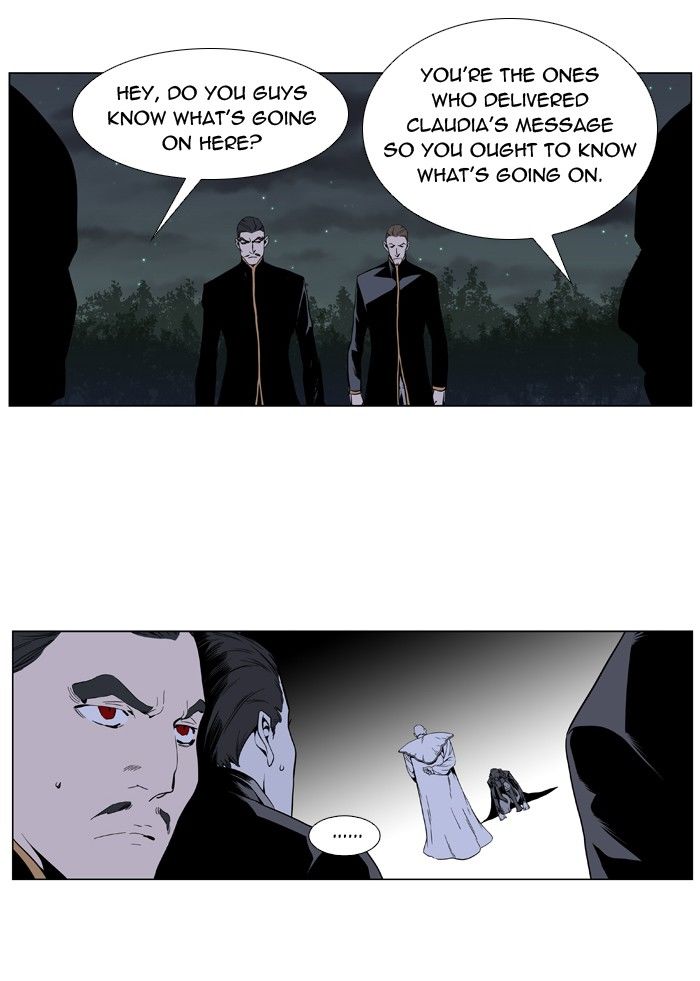 HEY, DO YOU GUYS
KNOW WHAT'S GOING
ON HERE?
YOU'RE THE ONES
WHO DELIVERED
CLAUDIA'S MESSAGE
SO YOU OUGHT TO KNOW
WHAT'S GOING ON.
......